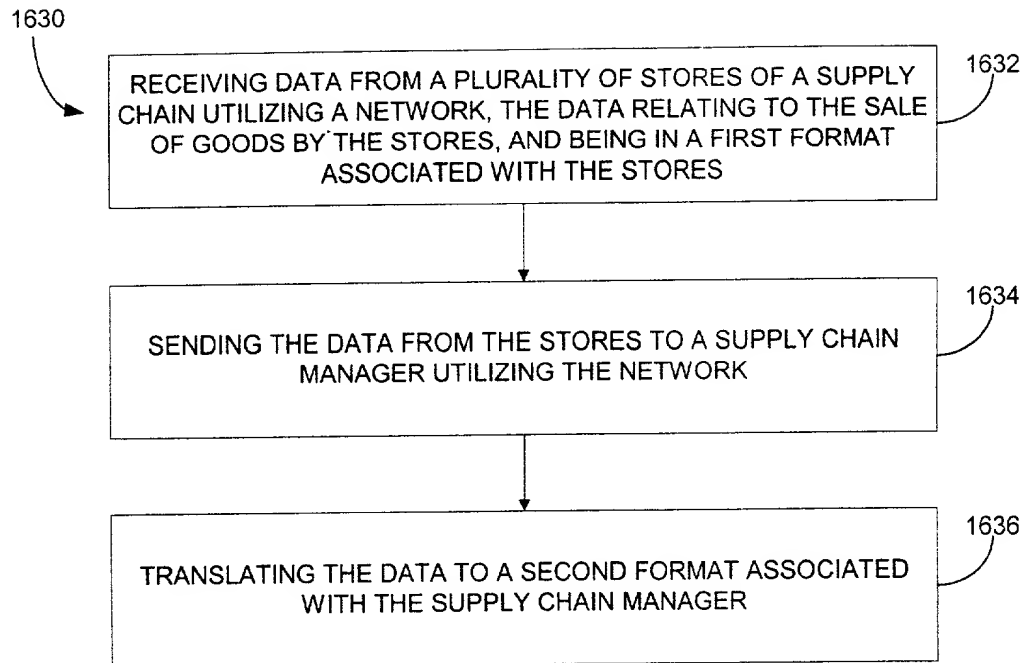 1630
RECEIVING DATA FROM A PLURALITY OF STORES OF A SUPPLY
CHAIN UTILIZING A NETWORK, THE DATA RELATING TO THE SALE
OF GOODS BY THE STORES, AND BEING IN A FIRST FORMAT
ASSOCIATED WITH THE STORES
1632
SENDING THE DATA FROM THE STORES TO A SUPPLY CHAIN
MANAGER UTILIZING THE NETWORK
1634
TRANSLATING THE DATA TO A SECOND FORMAT ASSOCIATED
WITH THE SUPPLY CHAIN MANAGER
1636